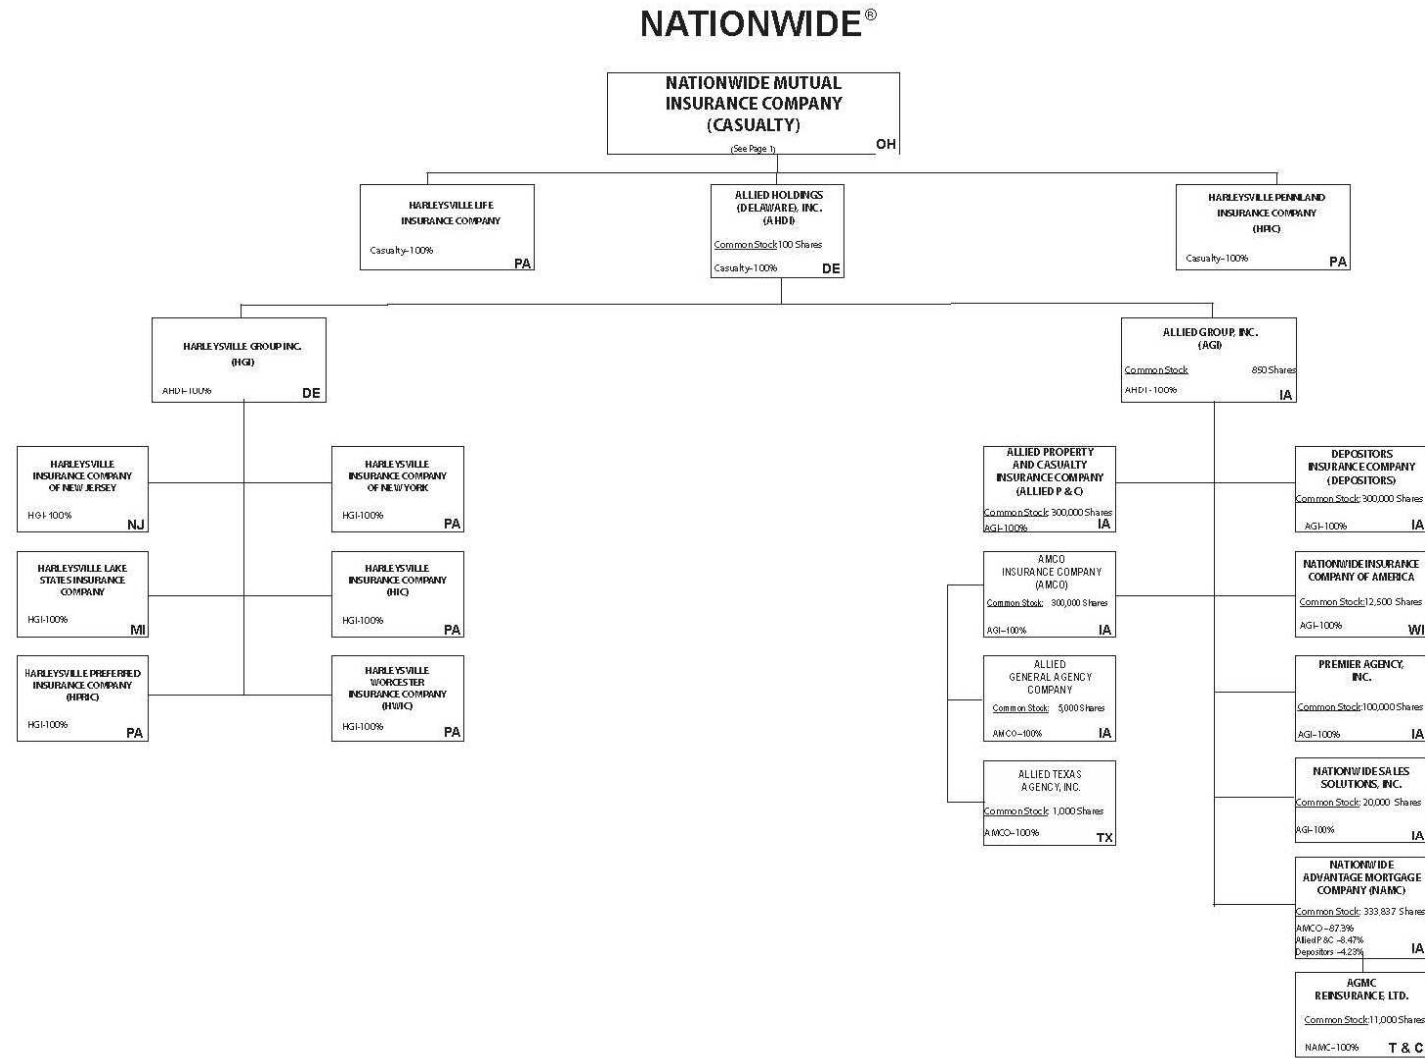 NATIONWIDE®
NATIONWIDE MUTUAL
INSURANCE COMPANY
(CASUALTY)
(See Page 1)
OH
HARLEYSVILLE LIFE
INSURANCE COMPANY
Casualty-100%
PA
ALLIED HOLDINGS
(DELAWARE), INC.
(AHDI)
Common Stock 100 Shares
Casualty-100%
DE
HARLEYSVILLE PENNLAND
INSURANCE COMPANY
(HPIC)
Casualty-100%
PA
HARLEYSVILLE GROUP INC.
(HGI)
AHDI-100%
DE
ALLIED GROUP, INC.
(AGI)
Common Stock 850 Shares
AHDI - 100%
IA
HARLEYSVILLE
INSURANCE COMPANY
OF NEW JERSEY
HGI-100%
NJ
HARLEYSVILLE
INSURANCE COMPANY
OF NEW YORK
HGI-100%
PA
HARLEYSVILLE LAKE
STATES INSURANCE
COMPANY
HGI-100%
MI
HARLEYSVILLE
INSURANCE COMPANY
(HIC)
HGI-100%
PA
HARLEYSVILLE PREFERRED
INSURANCE COMPANY
(HPRIC)
HGI-100%
PA
HARLEYSVILLE
WORCESTER
INSURANCE COMPANY
(HWIC)
HGI-100%
PA
ALLIED PROPERTY
AND CASUALTY
INSURANCE COMPANY
(ALLIED P & C)
Common Stock: 300,000 Shares
AGI-100%
IA
AMCO
INSURANCE COMPANY
(AMCO)
Common Stock: 300,000 Shares
AGI-100%
IA
ALLIED
GENERAL AGENCY
COMPANY
Common Stock: 5,000 Shares
AMCO-100%
IA
ALLIED TEXAS
AGENCY, INC.
Common Stock: 1,000 Shares
AMCO-100%
TX
DEPOSITORS
INSURANCE COMPANY
(DEPOSITORS)
Common Stock: 300,000 Shares
AGI-100%
IA
NATIONWIDE INSURANCE
COMPANY OF AMERICA
Common Stock:12,500 Shares
AGI-100%
WI
PREMIER AGENCY,
INC.
Common Stock:100,000 Shares
AGI-100%
IA
NATIONWIDE SALES
SOLUTIONS, INC.
Common Stock: 20,000 Shares
AGI-100%
IA
NATIONWIDE
ADVANTAGE MORTGAGE
COMPANY (NAMC)
Common Stock: 333,837 Shares
AMCO -87.3%
Allied P &C -8.47%
Depositors -4.23%
IA
AGMC
REINSURANCE, LTD.
Common Stock:11,000 Shares
NAMC-100%
T & C